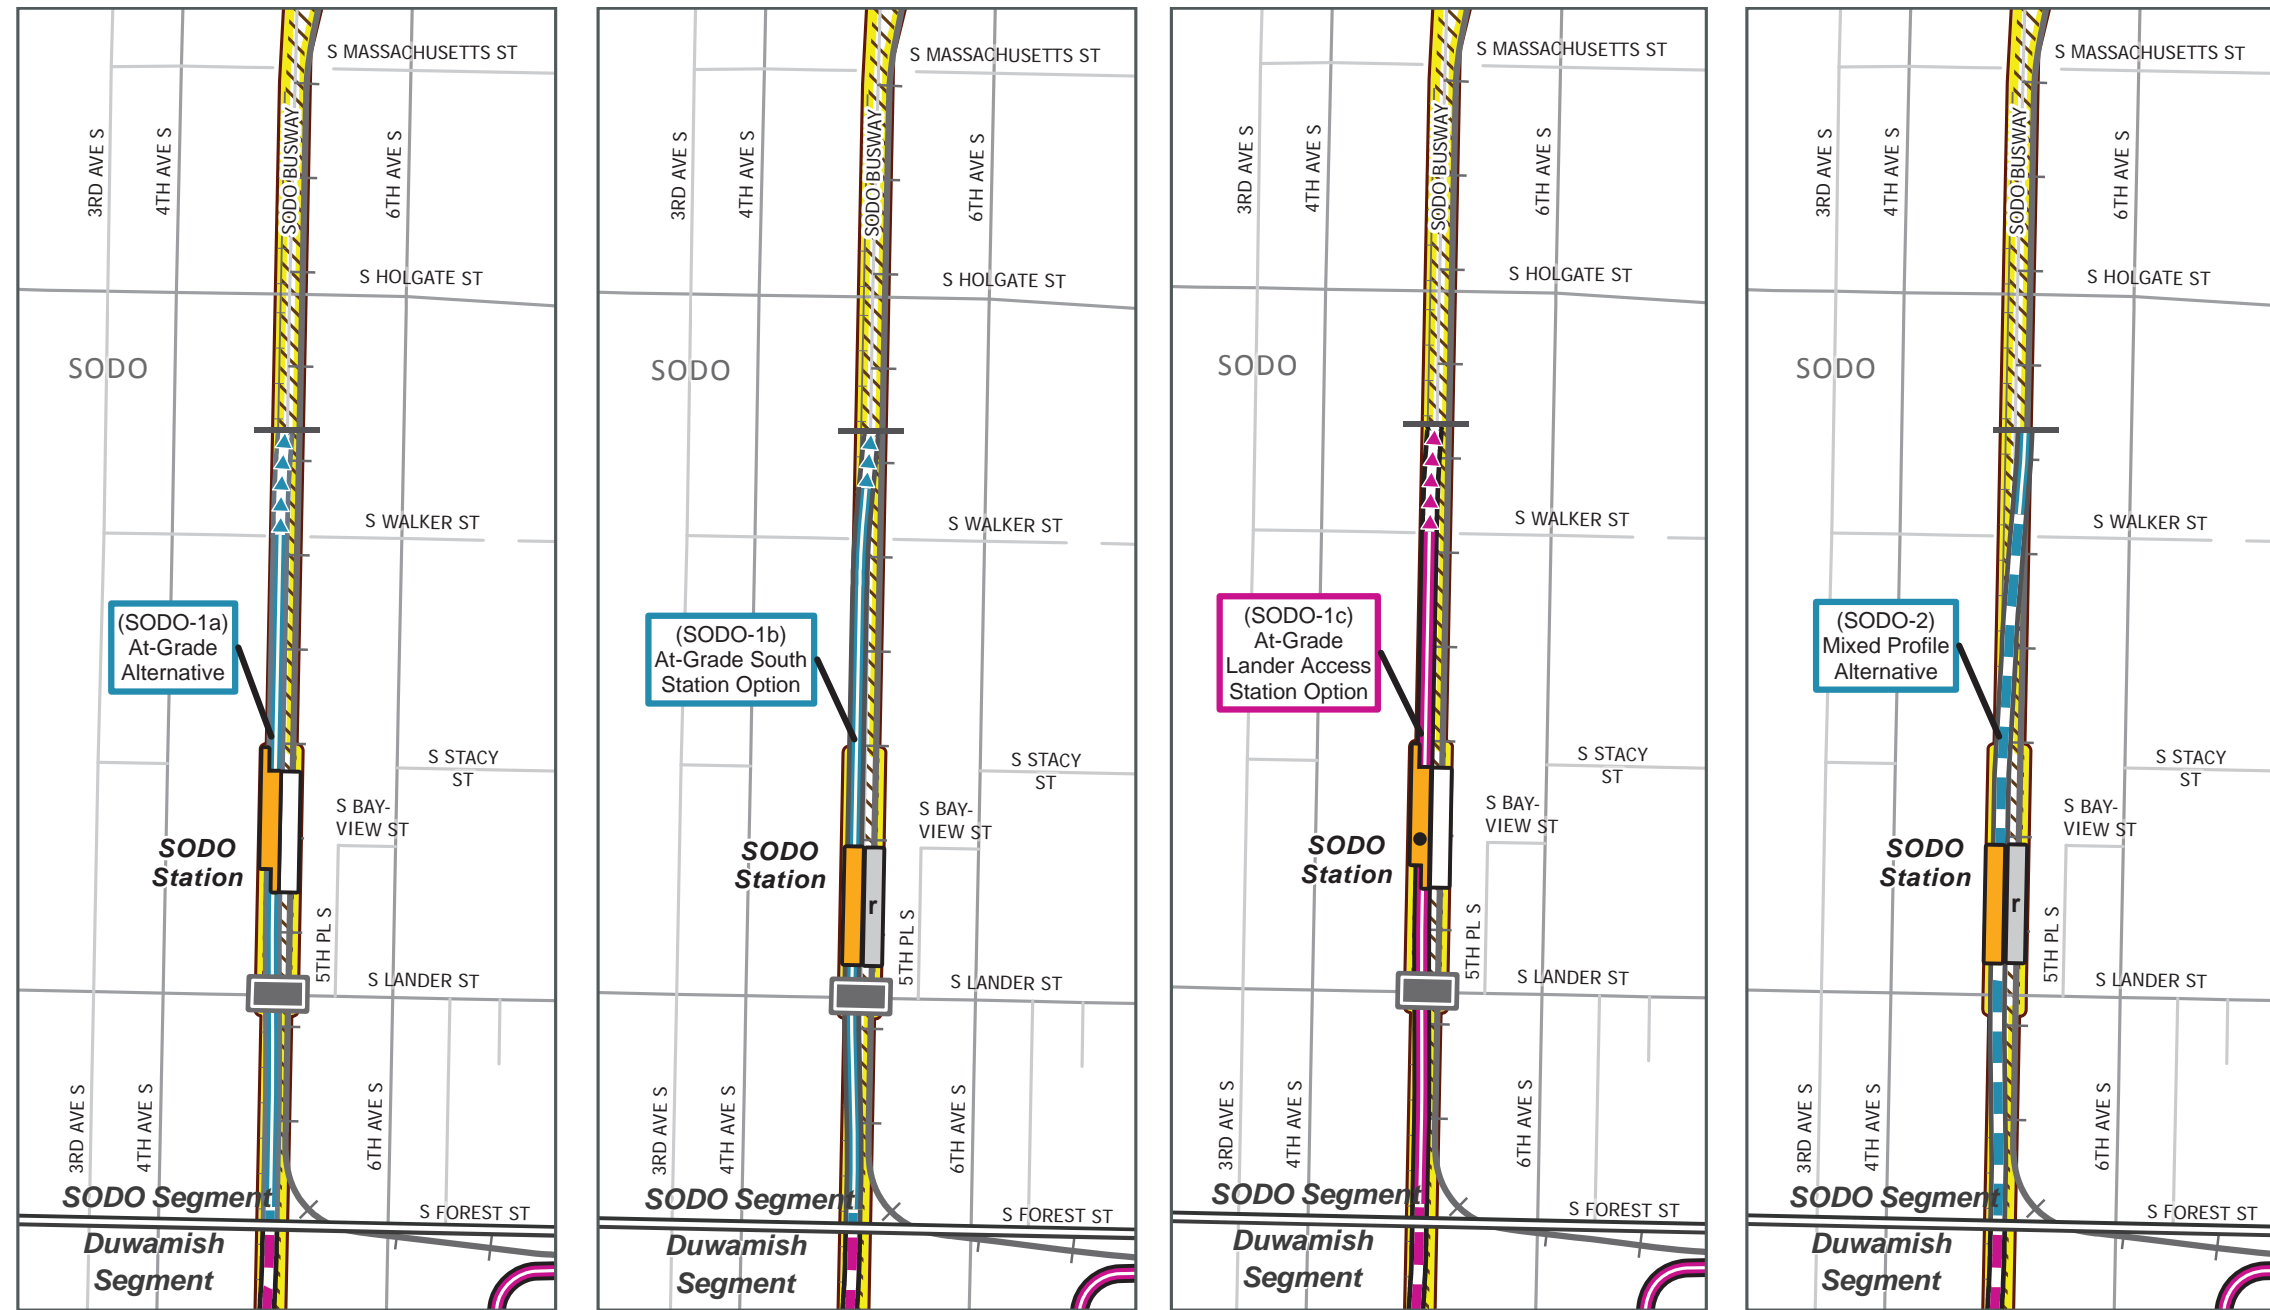 S MASSACHUSETTS ST
SODO BUSWAY
3RD AVE S
4TH AVE S
6TH AVE S
S HOLGATE ST
SODO
S WALKER ST
(SODO-1a)
At-Grade
Alternative
S STACY
ST
S BAY-
VIEW ST
SODO
Station
5TH PL S
S LANDER ST
3RD AVE S
4TH AVE S
6TH AVE S
SODO Segment
S FOREST ST
Duwamish
Segment
S MASSACHUSETTS ST
SODO BUSWAY
3RD AVE S
4TH AVE S
6TH AVE S
S HOLGATE ST
SODO
S WALKER ST
(SODO-1b)
At-Grade South
Station Option
S STACY
ST
S BAY-
VIEW ST
SODO
Station
r
5TH PL S
S LANDER ST
3RD AVE S
4TH AVE S
6TH AVE S
SODO Segment
S FOREST ST
Duwamish
Segment
S MASSACHUSETTS ST
SODO BUSWAY
3RD AVE S
4TH AVE S
6TH AVE S
S HOLGATE ST
SODO
S WALKER ST
(SODO-1c)
At-Grade
Lander Access
Station Option
S STACY
ST
S BAY-
VIEW ST
SODO
Station
5TH PL S
S LANDER ST
3RD AVE S
4TH AVE S
6TH AVE S
SODO Segment
S FOREST ST
Duwamish
Segment
S MASSACHUSETTS ST
SODO BUSWAY
3RD AVE S
4TH AVE S
6TH AVE S
S HOLGATE ST
SODO
S WALKER ST
(SODO-2)
Mixed Profile
Alternative
S STACY
ST
S BAY-
VIEW ST
SODO
Station
r
5TH PL S
S LANDER ST
3RD AVE S
4TH AVE S
6TH AVE S
SODO Segment
S FOREST ST
Duwamish
Segment